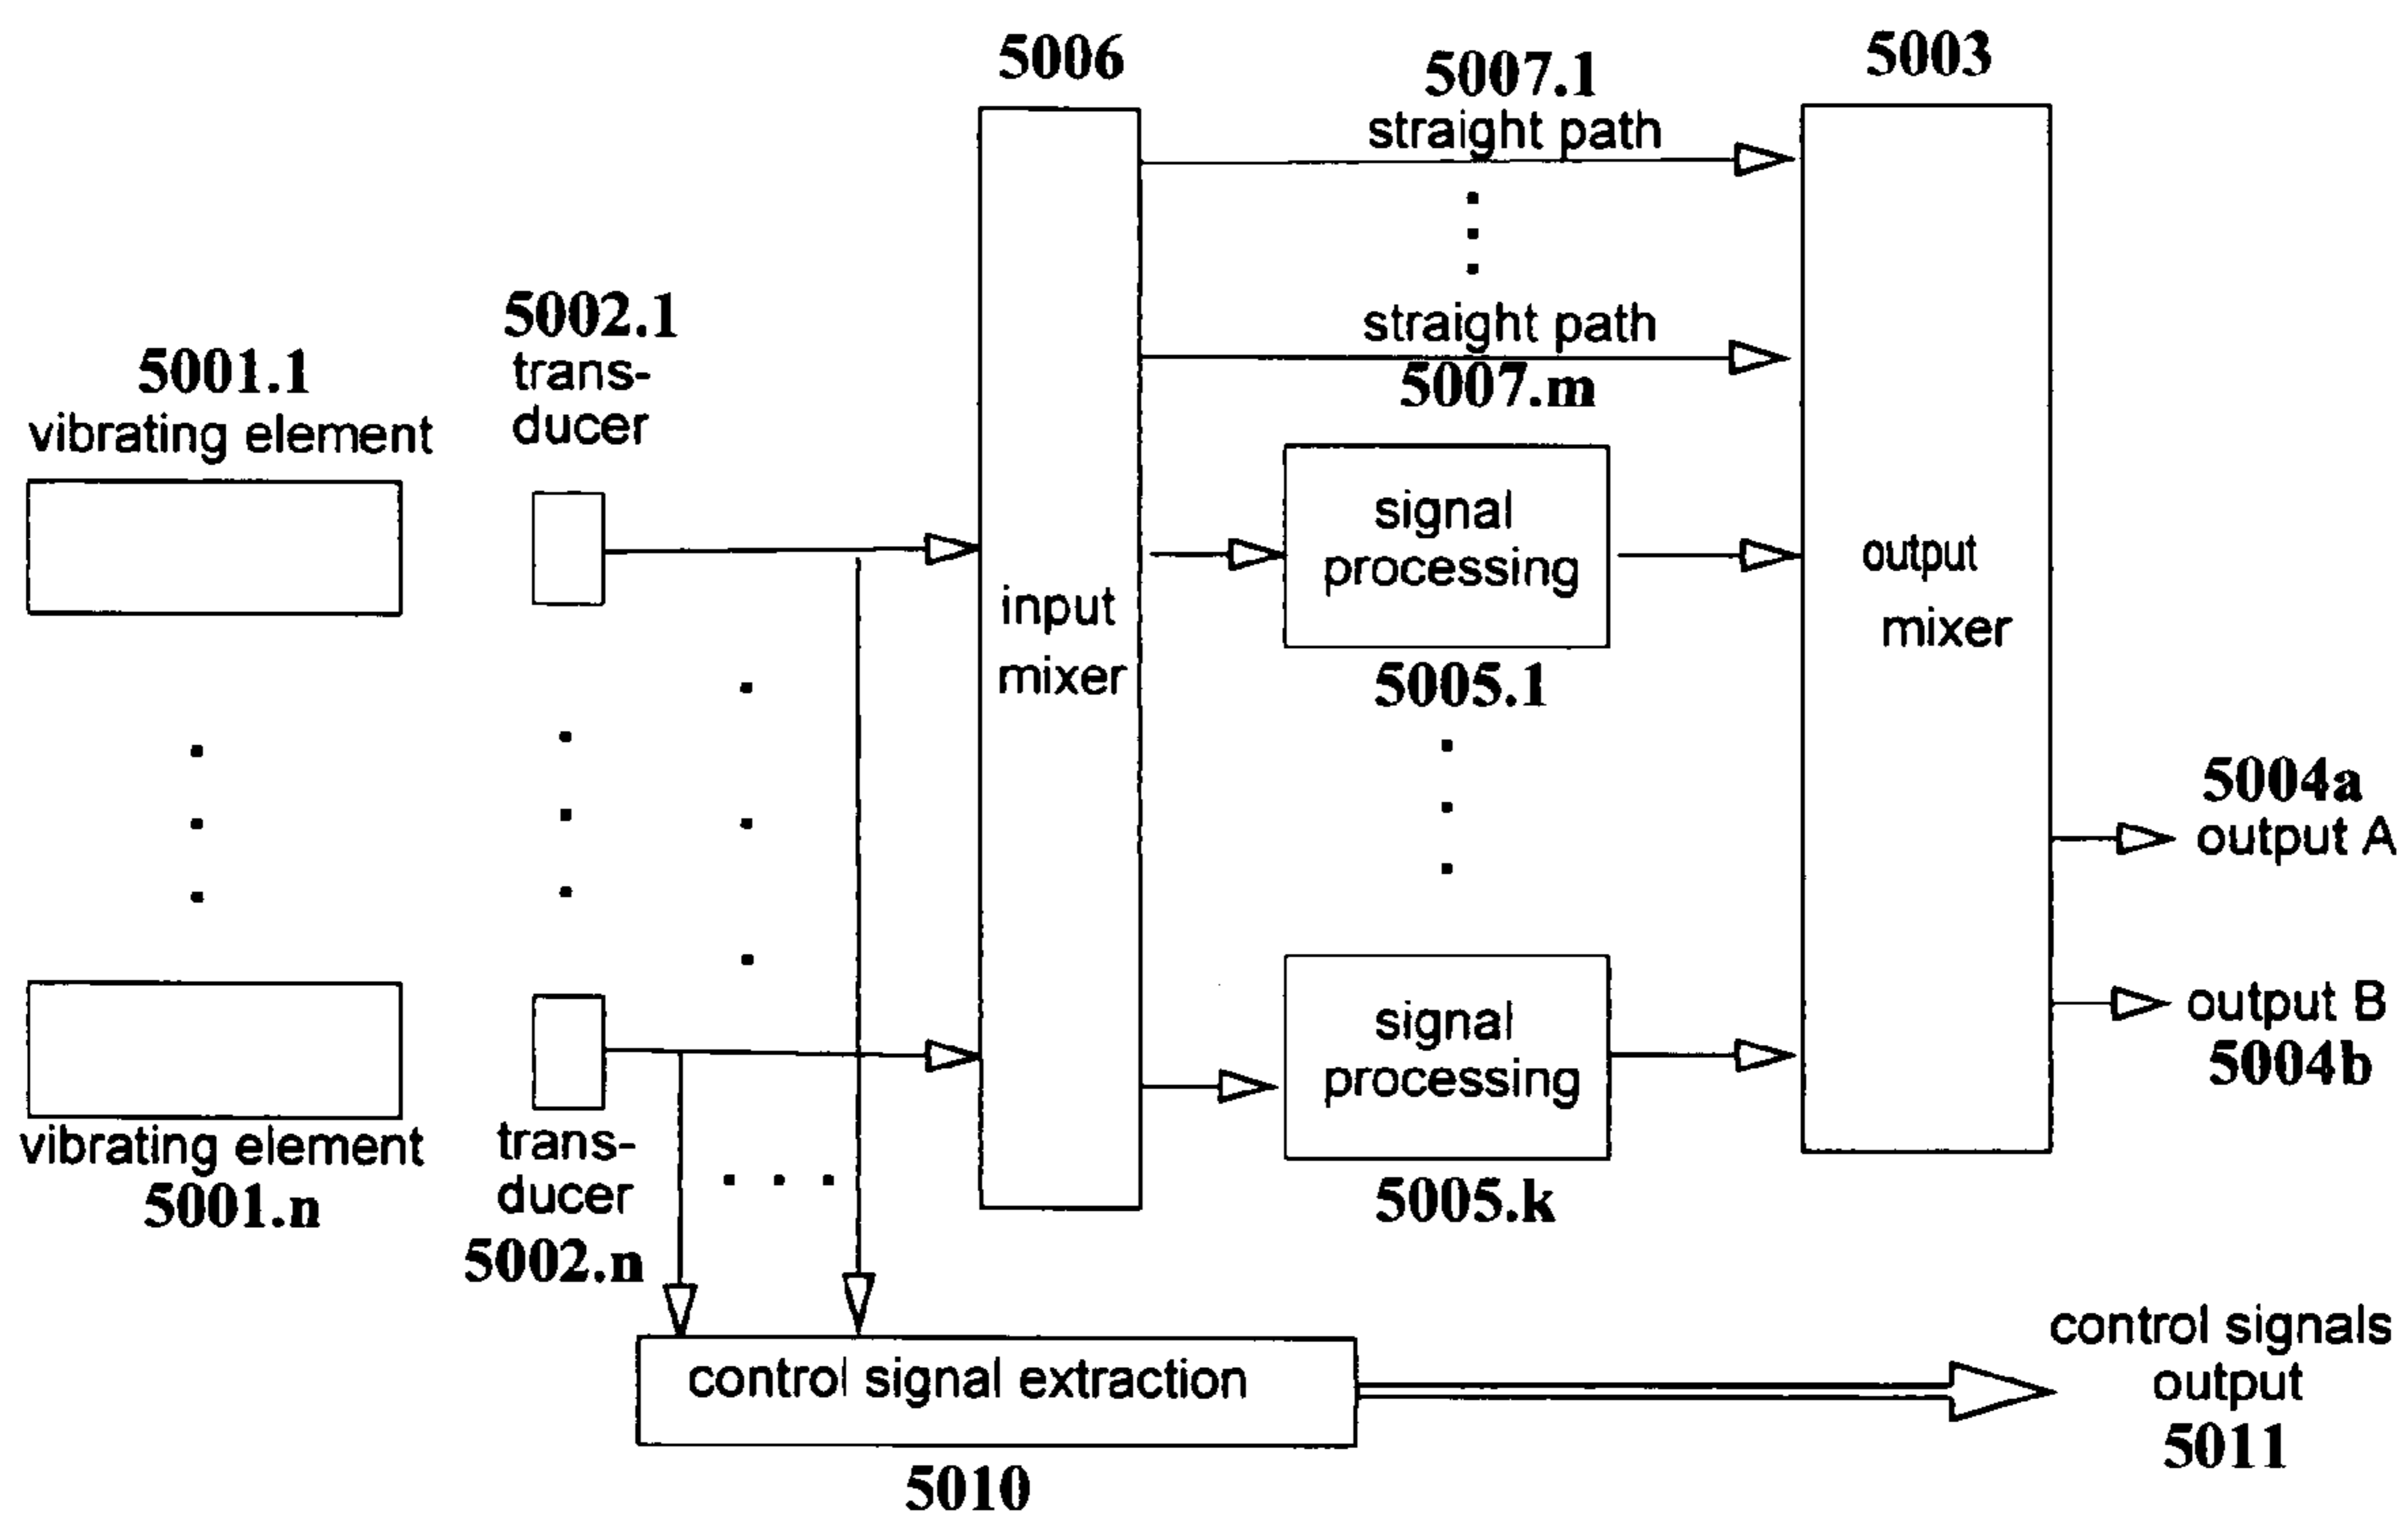 5006
5007.1
straight path
5003
straight path
5007.m
5002.1
trans-
ducer
5001.1
vibrating element
signal
processing
5005.1
input
mixer
output
mixer
5004a
output A
output B
5004b
signal
processing
5005.k
vibrating element
5001.n
trans-
ducer
5002.n
control signal extraction
5010
control signals
output
5011